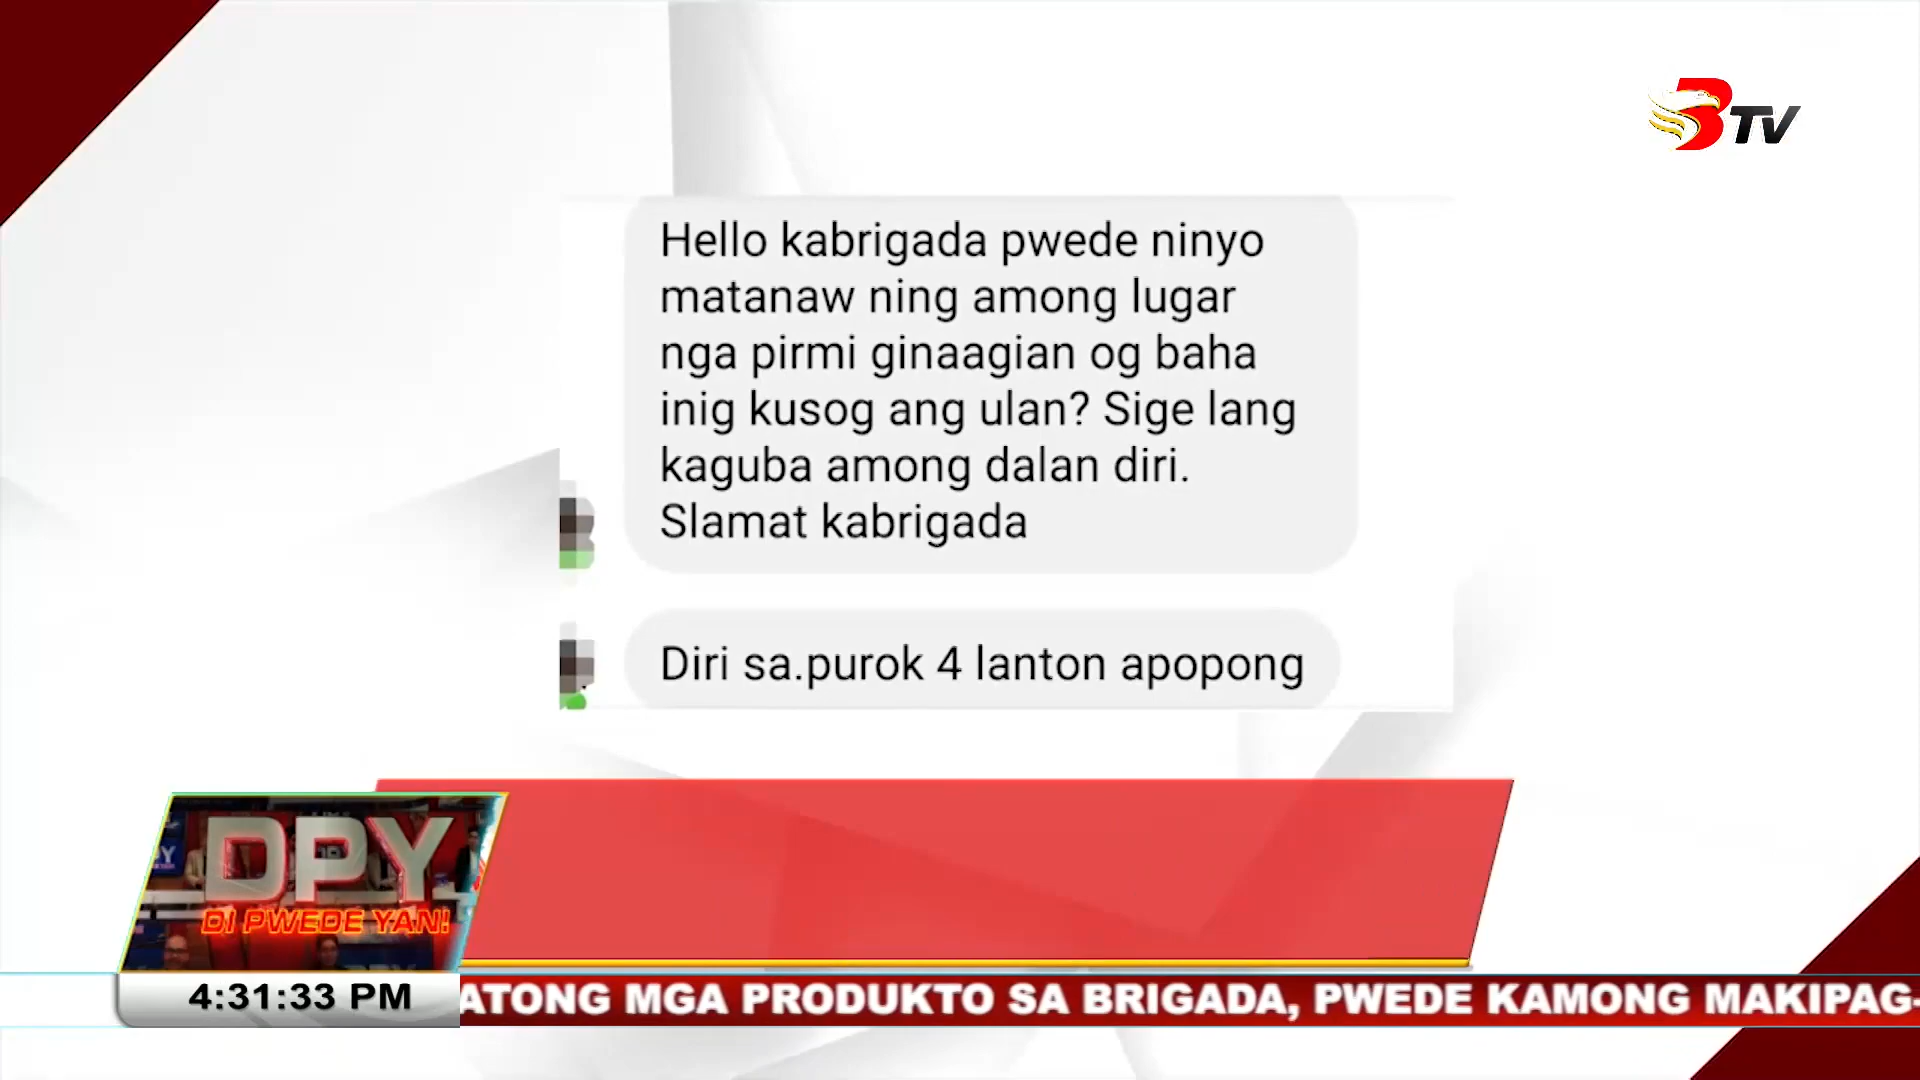 BTV
Hello kabrigada pwede ninyo
matanaw ning among lugar
nga pirmi ginaagian og baha
inig kusog ang ulan? Sige lang
kaguba among dalan diri.
Slamat kabrigada
Diri sa.purok 4 lanton apopong
DPY
DI PWEDE YAN!
4:31:33 PM
ATONG MGA PRODUKTO SA BRIGADA, PWEDE KAMONG MAKIPAG-